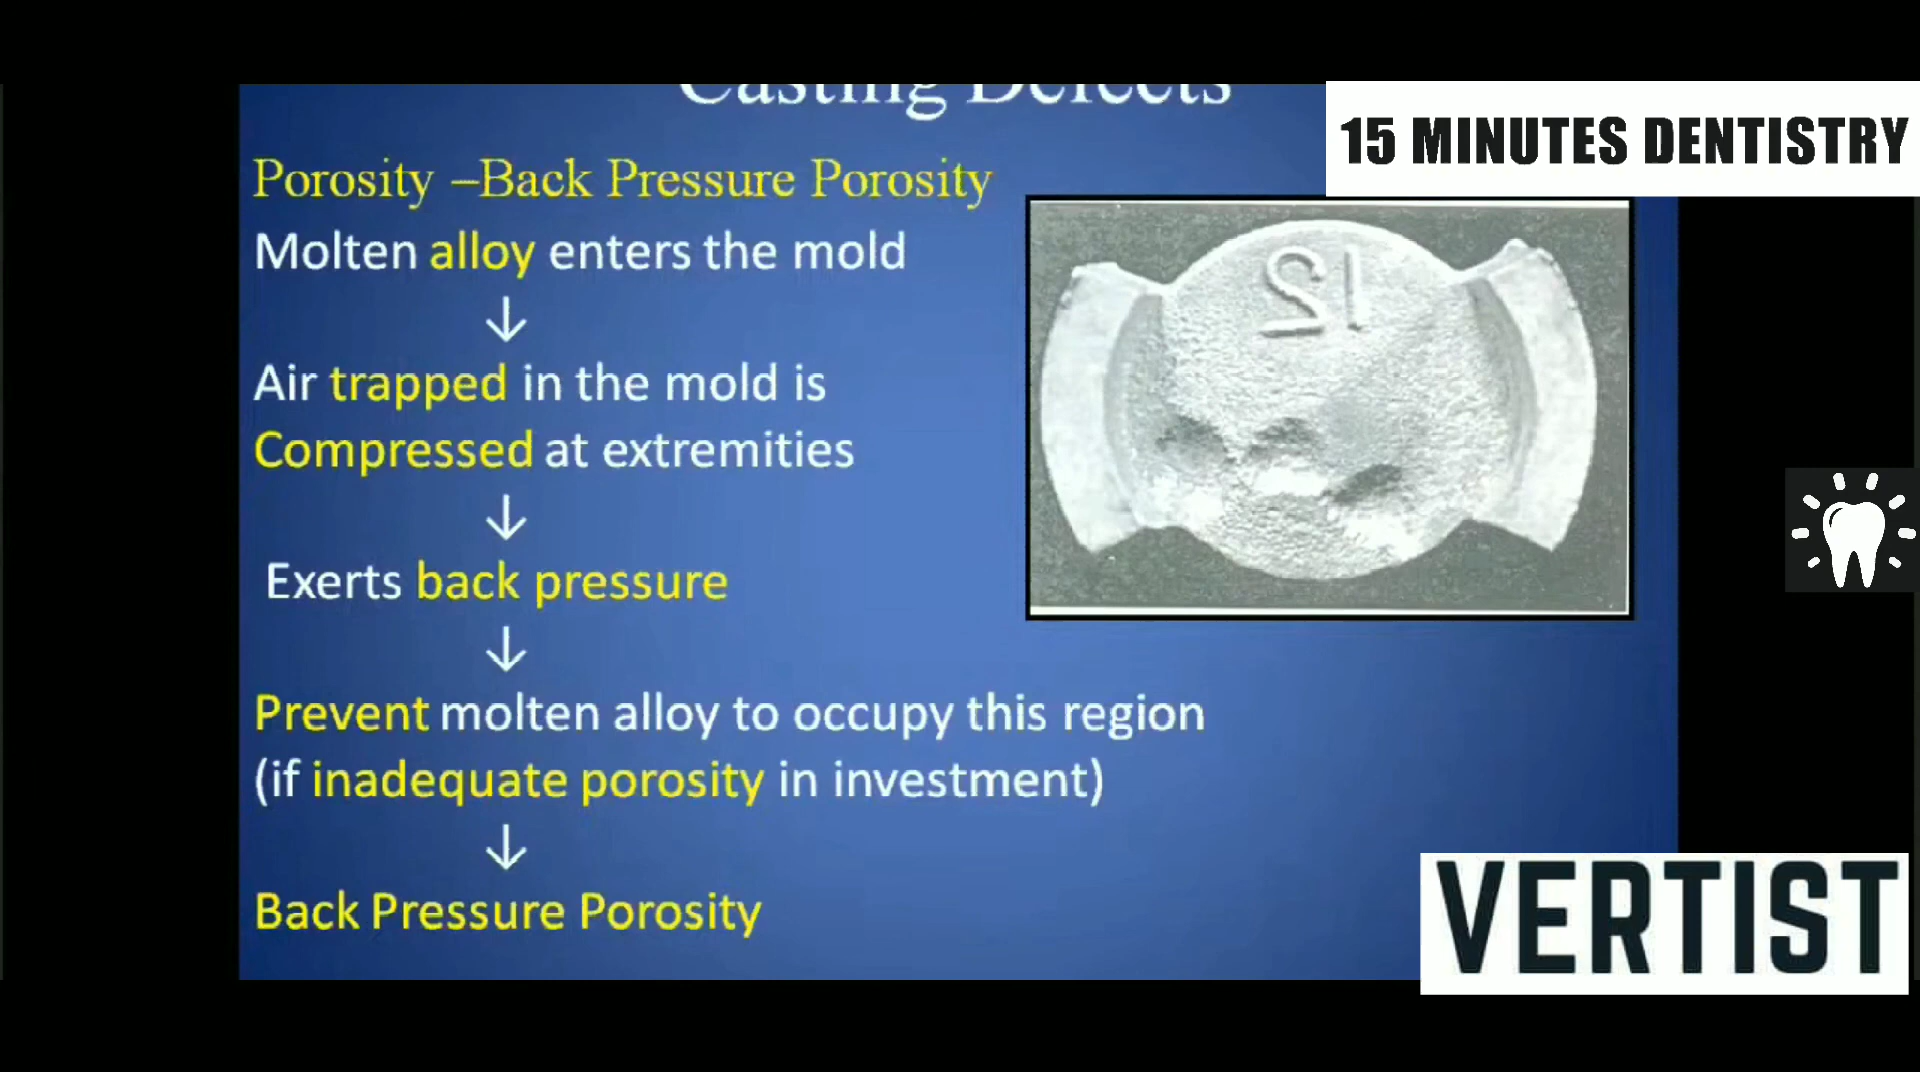 Casting Defects
15 MINUTES DENTISTRY
Porosity –Back Pressure Porosity
Molten alloy enters the mold
↓
Air trapped in the mold is
Compressed at extremities
↓
Exerts back pressure
↓
Prevent molten alloy to occupy this region
(if inadequate porosity in investment)
↓
Back Pressure Porosity
12
VERTIST